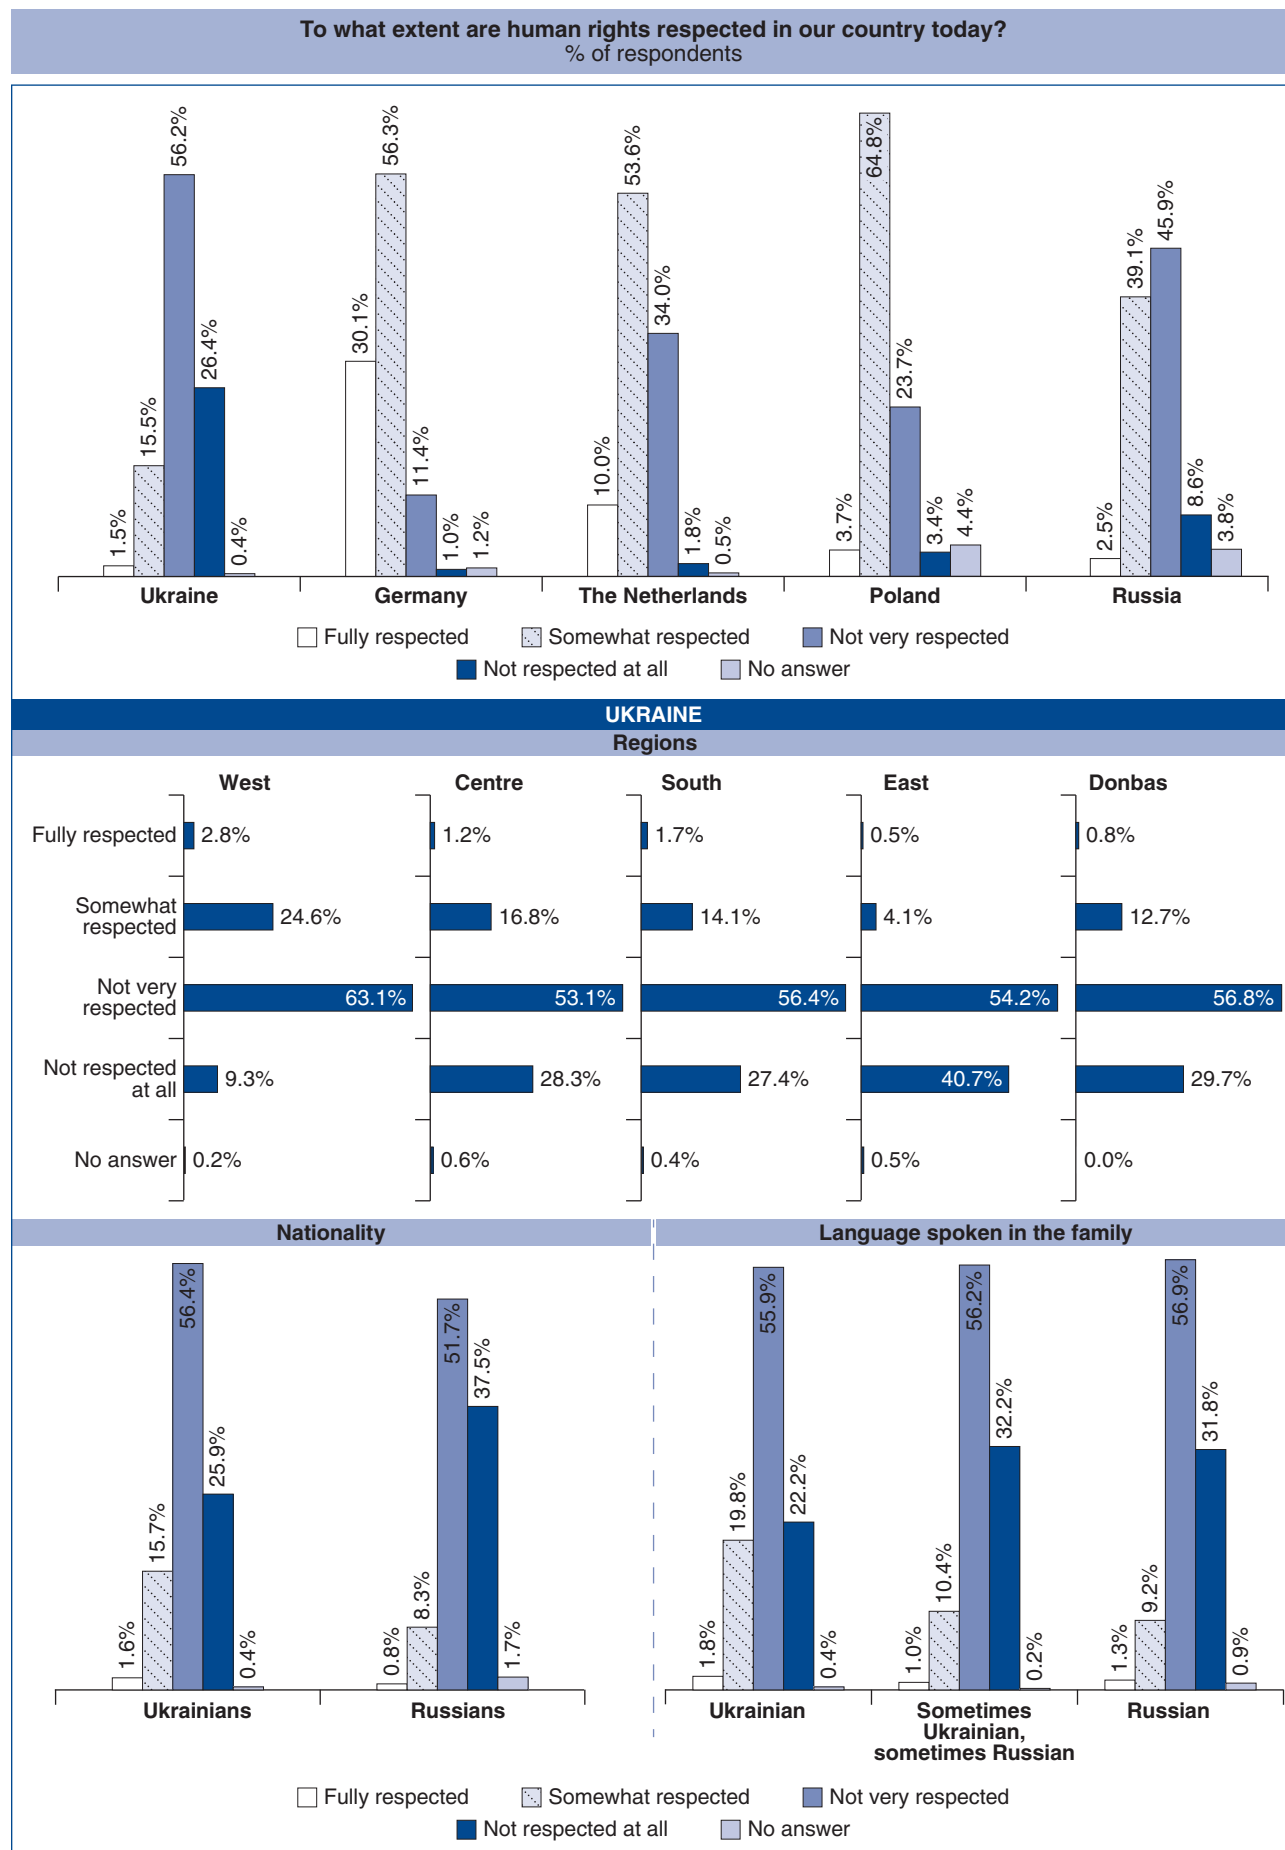 To what extent are human rights respected in our country today?
% of respondents
1.5%
15.5%
56.2%
26.4%
0.4%
30.1%
56.3%
11.4%
1.0%
1.2%
10.0%
53.6%
34.0%
1.8%
0.5%
3.7%
64.8%
23.7%
3.4%
4.4%
2.5%
39.1%
45.9%
8.6%
3.8%
Ukraine
Germany
The Netherlands
Poland
Russia
Fully respected
Somewhat respected
Not very respected
Not respected at all
No answer
UKRAINE
Regions
West
Centre
South
East
Donbas
Fully respected
2.8%
1.2%
1.7%
0.5%
0.8%
Somewhat
respected
24.6%
16.8%
14.1%
4.1%
12.7%
Not very
respected
63.1%
53.1%
56.4%
54.2%
56.8%
Not respected
at all
9.3%
28.3%
27.4%
40.7%
29.7%
No answer
0.2%
0.6%
0.4%
0.5%
0.0%
Nationality
1.6%
15.7%
56.4%
25.9%
0.4%
0.8%
8.3%
51.7%
37.5%
1.7%
Ukrainians
Russians
Language spoken in the family
1.8%
19.8%
55.9%
22.2%
0.4%
1.0%
10.4%
56.2%
32.2%
0.2%
1.3%
9.2%
56.9%
31.8%
0.9%
Ukrainian
Sometimes
Ukrainian,
sometimes Russian
Russian
Fully respected
Somewhat respected
Not very respected
Not respected at all
No answer